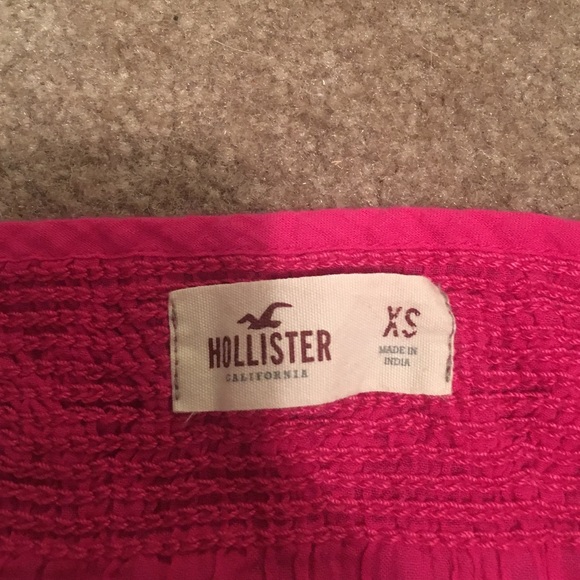 HOLLISTER
CALIFORNIA
XS
MADE IN
INDIA